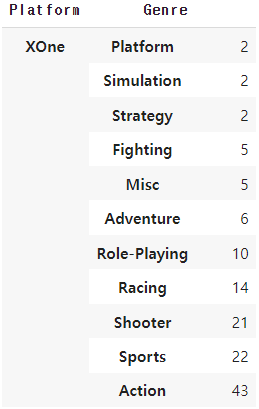 Platform Genre
XOne Platform 2
Simulation 2
Strategy 2
Fighting 5
Misc 5
Adventure 6
Role-Playing 10
Racing 14
Shooter 21
Sports 22
Action 43